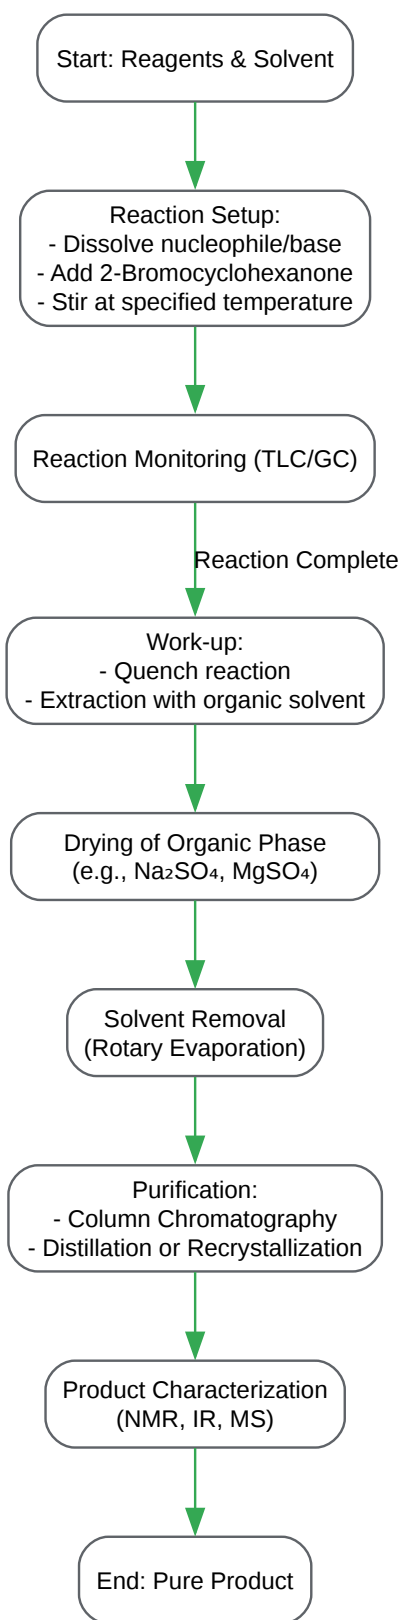 Start: Reagents & Solvent
Reaction Setup:
- Dissolve nucleophile/base
- Add 2-Bromocyclohexanone
- Stir at specified temperature
Reaction Monitoring (TLC/GC)
Reaction Complete
Work-up:
- Quench reaction
- Extraction with organic solvent
Drying of Organic Phase
(e.g., Na₂SO₄, MgSO₄)
Solvent Removal
(Rotary Evaporation)
Purification:
- Column Chromatography
- Distillation or Recrystallization
Product Characterization
(NMR, IR, MS)
End: Pure Product